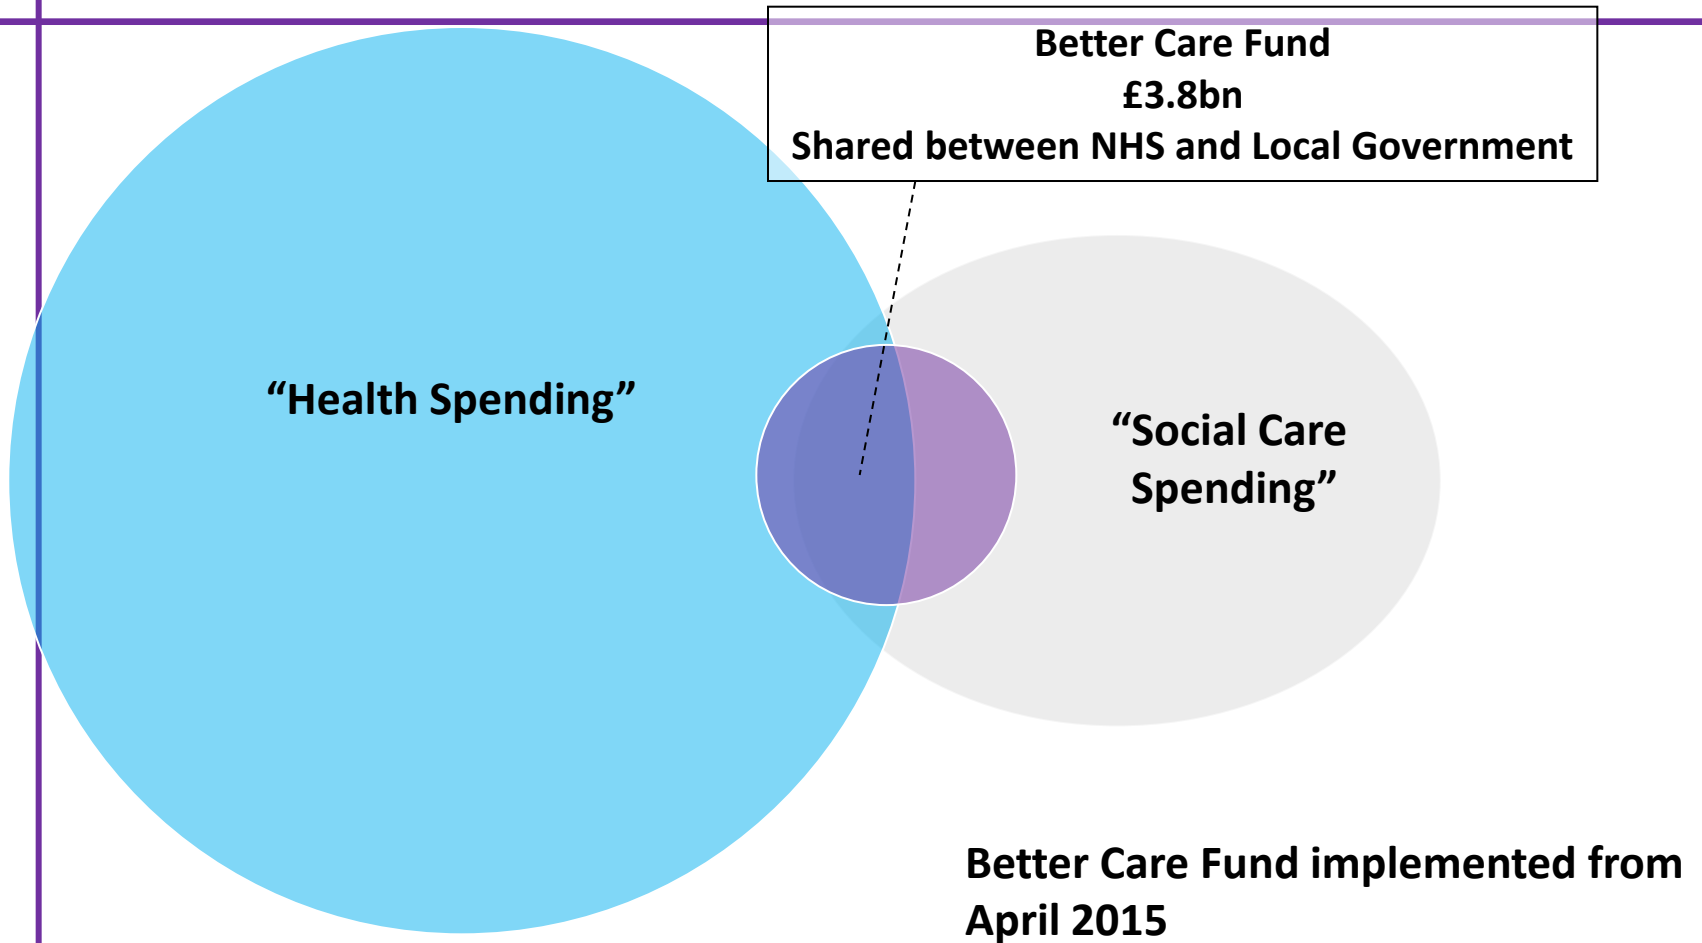 Better Care Fund
£3.8bn
Shared between NHS and Local Government
“Health Spending”
“Social Care
Spending”
Better Care Fund implemented from
April 2015